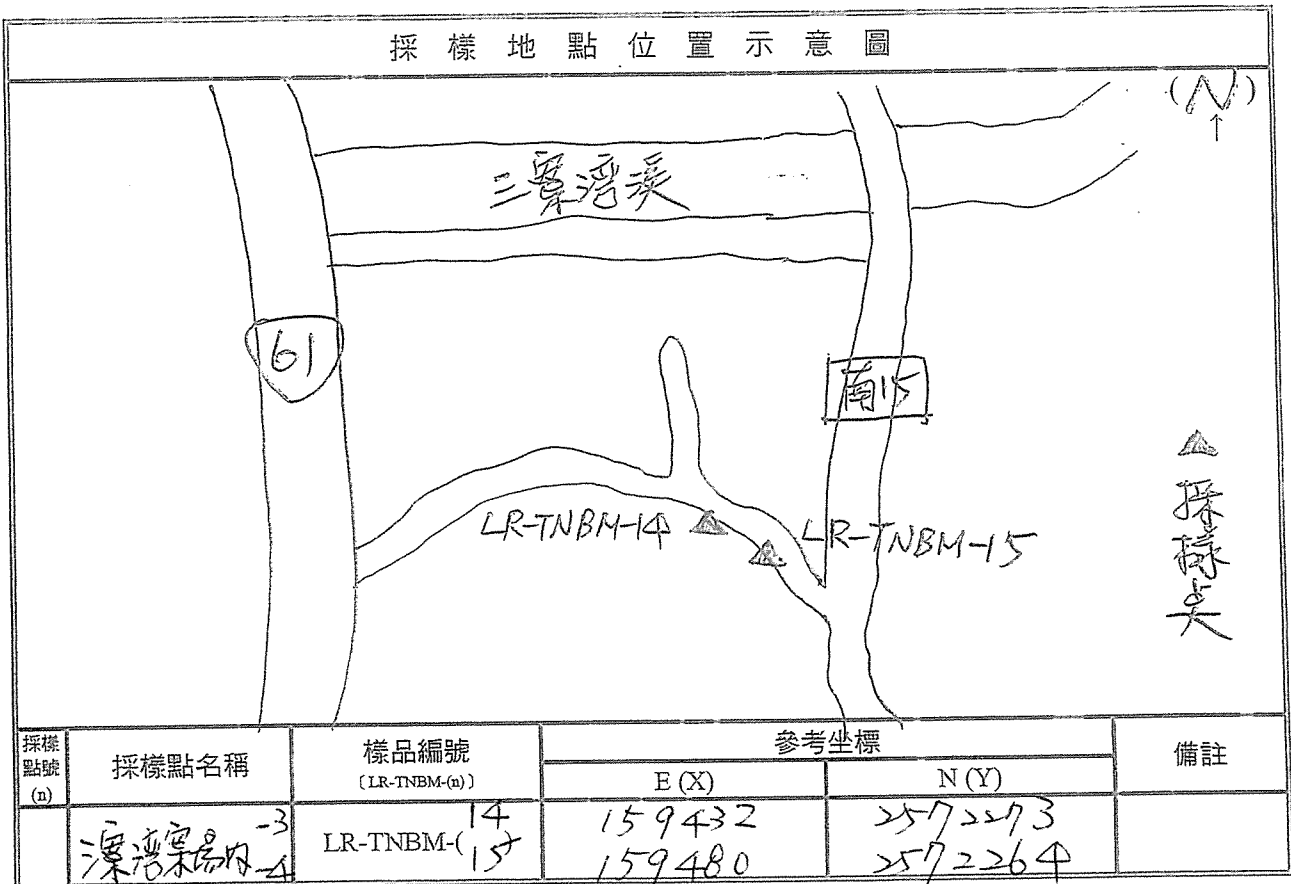 採樣地點位置示意圖
(N)
↑
三寮灣溪
61
南15
LR-TNBM-14
LR-TNBM-15
▲採樣點
採樣點號(n)
採樣點名稱
樣品編號
〔LR-TNBM-(n)〕
參考坐標
E (X)
N (Y)
備註
-3
-4
LR-TNBM-(
14
15
159432
2572273
159480
2572264